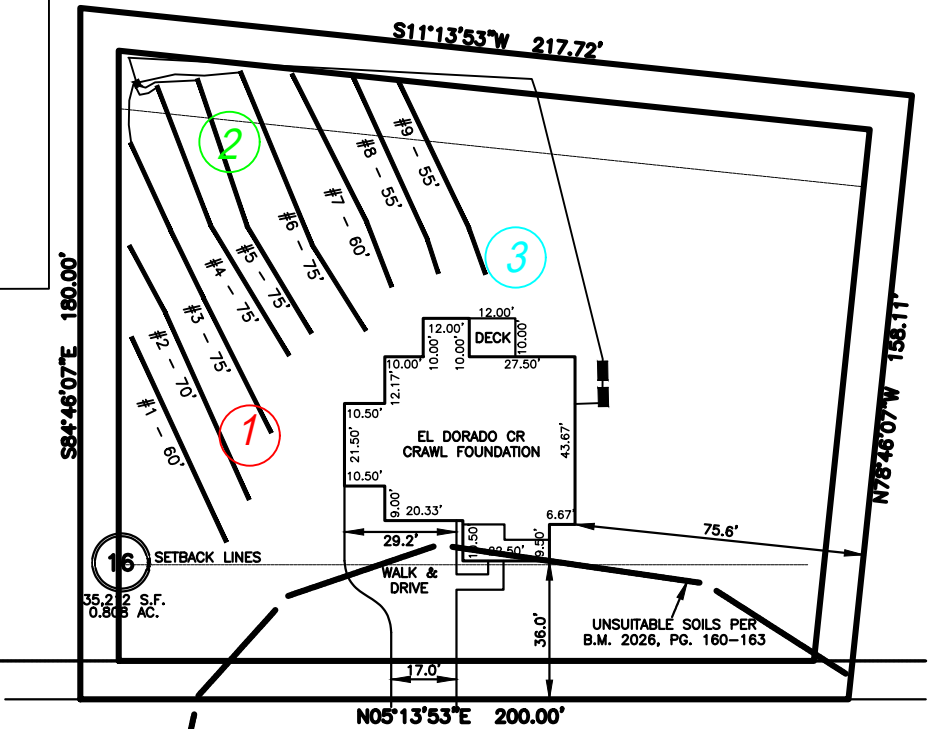 S11°13'53"W 217.72'
2
#9 - 55'
#8 - 55'
#7 - 60'
#6 - 75'
#5 - 75'
#4 - 75'
#3 - 75'
#2 - 70'
#1 - 60'
3
1
S84°46'07"E 180.00'
N78°46'07"W 158.11'
12.00'
12.00'
DECK
10.00'
10.00'
10.00'
10.00'
27.50'
12.17'
10.50'
EL DORADO CR
CRAWL FOUNDATION
21.50'
43.67'
10.50'
9.00'
20.33'
6.67'
75.6'
29.2'
9.50'
16
SETBACK LINES
35,212 S.F.
0.808 AC.
WALK &
DRIVE
36.0'
UNSUITABLE SOILS PER
B.M. 2026, PG. 160-163
17.0'
N05°13'53"E 200.00'